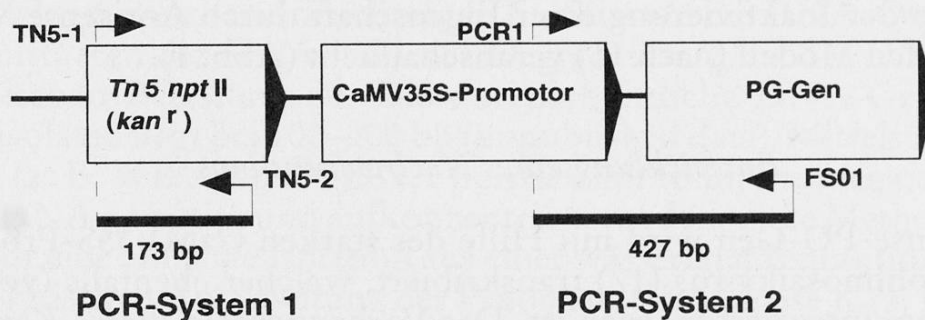 TN5-1
PCR1
Tn 5 npt II
(kan r)
CaMV35S-Promotor
PG-Gen
TN5-2
FS01
173 bp
427 bp
PCR-System 1
PCR-System 2